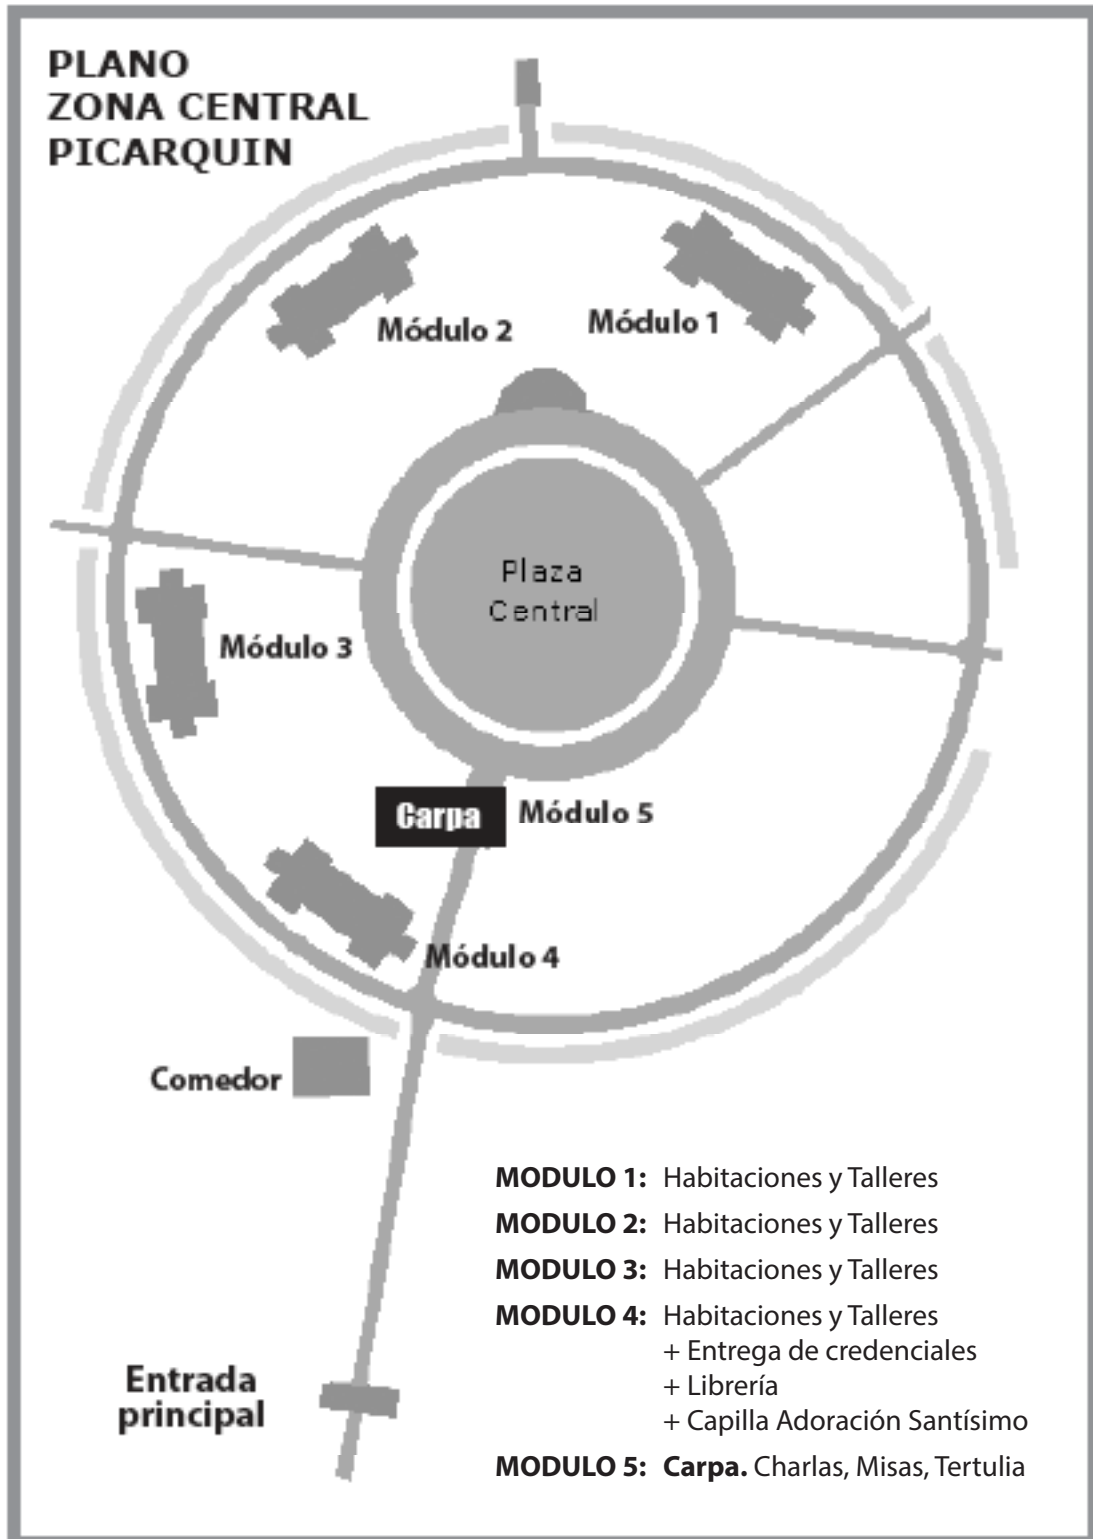 PLANO
ZONA CENTRAL
PICARQUIN
Módulo 2
Módulo 1
Plaza
Central
Módulo 3
Carpa
Módulo 5
Módulo 4
Comedor
MODULO 1: Habitaciones y Talleres
MODULO 2: Habitaciones y Talleres
MODULO 3: Habitaciones y Talleres
MODULO 4: Habitaciones y Talleres
+ Entrega de credenciales
+ Librería
+ Capilla Adoración Santísimo
MODULO 5: Carpa. Charlas, Misas, Tertulia
Entrada
principal